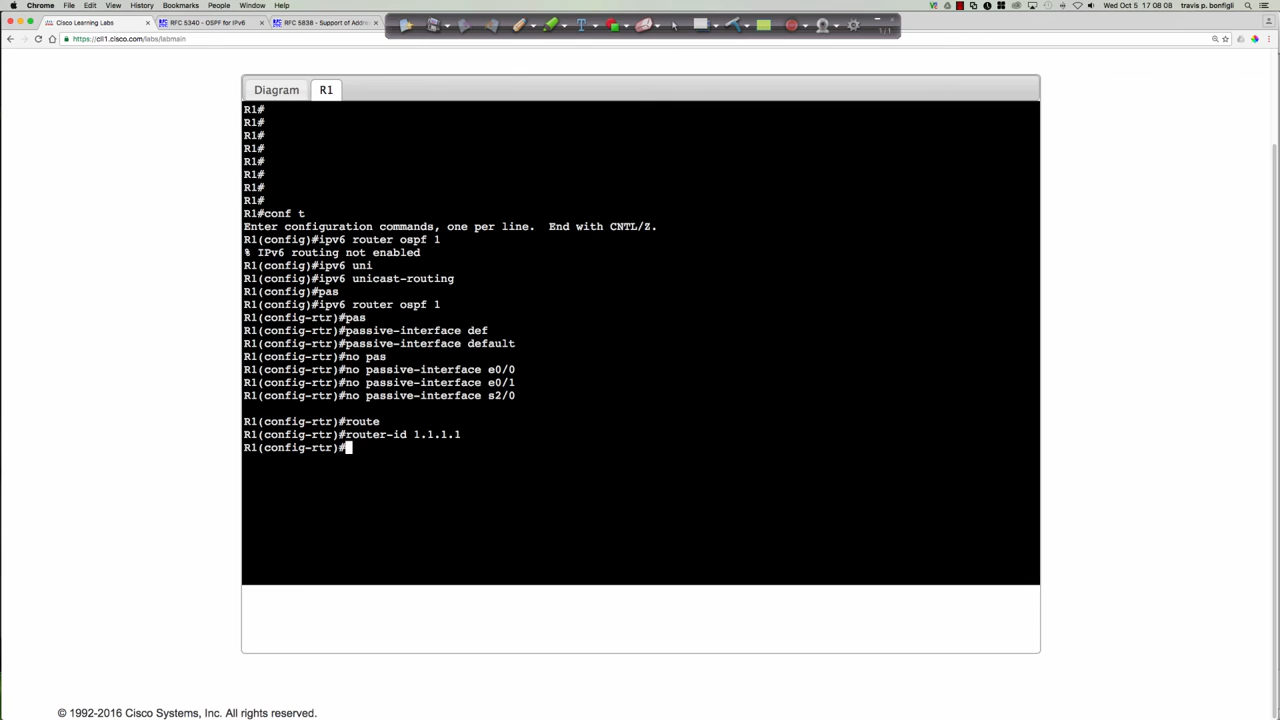 Chrome File Edit View History Bookmarks People Window Help
Wed Oct 5 17 08 08 travis p. bonfigli
Cisco Learning Labs
RFC 5340 - OSPF for IPv6
RFC 5838 - Support of Addre
https://cll1.cisco.com/labs/labmain
Diagram R1
R1#
R1#
R1#
R1#
R1#
R1#
R1#
R1#
R1#conf t
Enter configuration commands, one per line. End with CNTL/Z.
R1(config)#ipv6 router ospf 1
% IPv6 routing not enabled
R1(config)#ipv6 uni
R1(config)#ipv6 unicast-routing
R1(config)#pas
R1(config)#ipv6 router ospf 1
R1(config-rtr)#pas
R1(config-rtr)#passive-interface def
R1(config-rtr)#passive-interface default
R1(config-rtr)#no pas
R1(config-rtr)#no passive-interface e0/0
R1(config-rtr)#no passive-interface e0/1
R1(config-rtr)#no passive-interface s2/0
R1(config-rtr)#route
R1(config-rtr)#router-id 1.1.1.1
R1(config-rtr)#
© 1992-2016 Cisco Systems, Inc. All rights reserved.